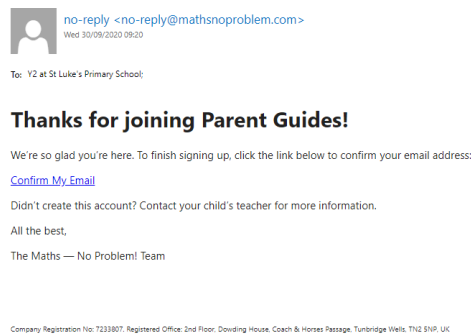 no-reply <no-reply@mathsnoproblem.com>
Wed 30/09/2020 09:20
To: Y2 at St Luke's Primary School;
Thanks for joining Parent Guides!
We're so glad you're here. To finish signing up, click the link below to confirm your email address:
Confirm My Email
Didn't create this account? Contact your child's teacher for more information.
All the best,
The Maths — No Problem! Team
Company Registration No: 7233807. Registered Office: 2nd Floor, Dowding House, Coach & Horses Passage, Tunbridge Wells, TN2 5NP, UK